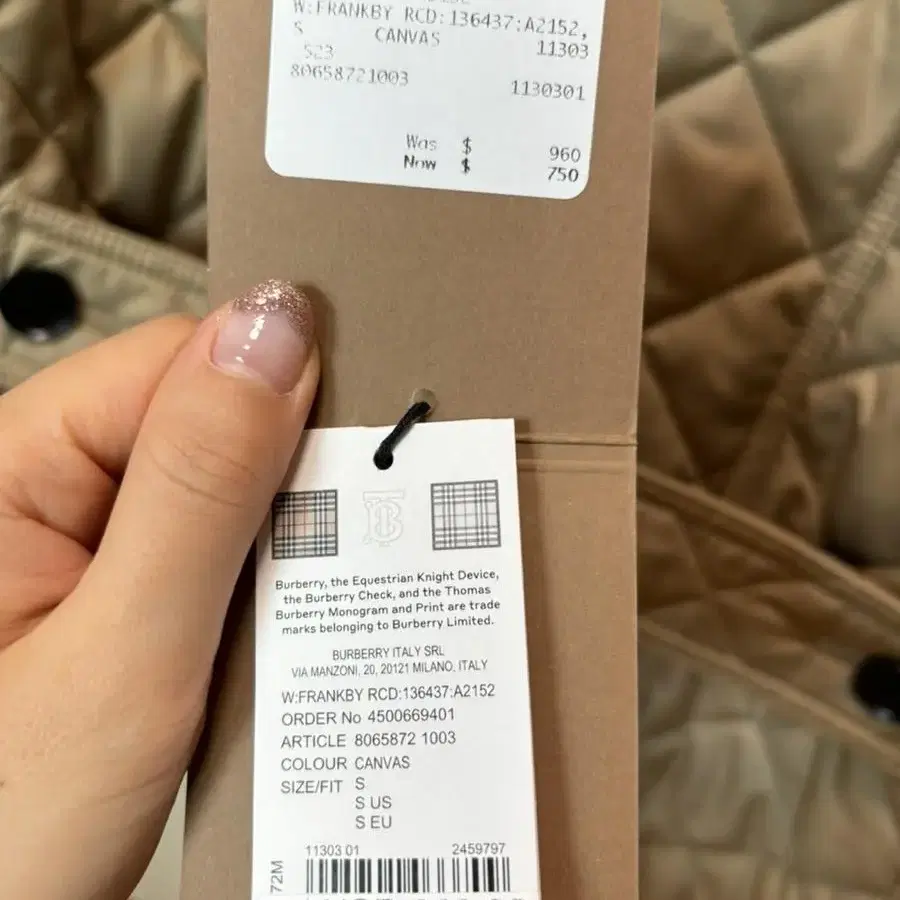 W:FRANKBY RCD:136437:A2152,
S CANVAS 11303
S23
80658721003 1130301
Was $ 960
Now $ 750
Burberry, the Equestrian Knight Device,
the Burberry Check, and the Thomas
Burberry Monogram and Print are trade
marks belonging to Burberry Limited.
BURBERRY ITALY SRL
VIA MANZONI, 20, 20121 MILANO, ITALY
W:FRANKBY RCD:136437:A2152
ORDER No 4500669401
ARTICLE 8065872 1003
COLOUR CANVAS
SIZE/FIT S
S US
S EU
11303 01 2459797
72M